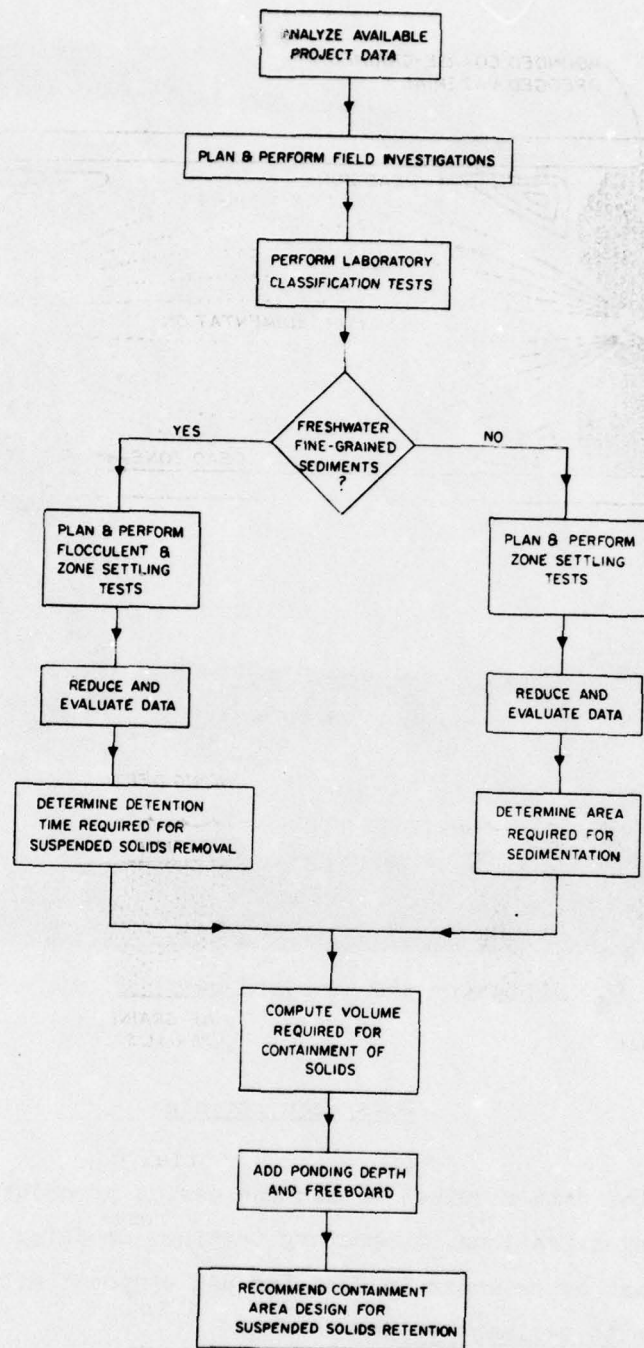 ANALYZE AVAILABLE
PROJECT DATA
PLAN & PERFORM FIELD INVESTIGATIONS
PERFORM LABORATORY
CLASSIFICATION TESTS
FRESHWATER
FINE-GRAINED
SEDIMENTS
?
YES
NO
PLAN & PERFORM
FLOCCULENT &
ZONE SETTLING
TESTS
PLAN & PERFORM
ZONE SETTLING
TESTS
REDUCE AND
EVALUATE DATA
REDUCE AND
EVALUATE DATA
DETERMINE DETENTION
TIME REQUIRED FOR
SUSPENDED SOLIDS REMOVAL
DETERMINE AREA
REQUIRED FOR
SEDIMENTATION
COMPUTE VOLUME
REQUIRED FOR
CONTAINMENT OF
SOLIDS
ADD PONDING DEPTH
AND FREEBOARD
RECOMMEND CONTAINMENT
AREA DESIGN FOR
SUSPENDED SOLIDS RETENTION